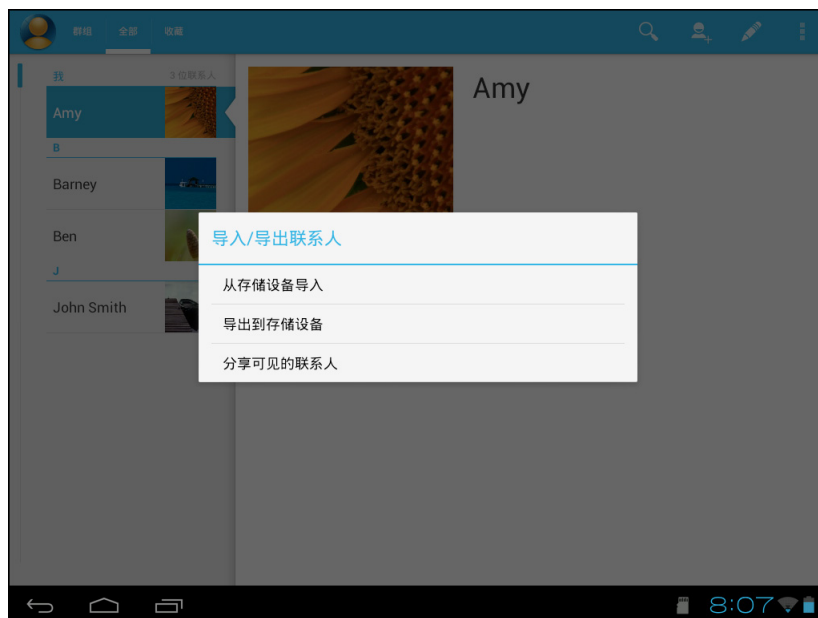 群组 全部 收藏
我 3 位联系人
Amy
Amy
B
Barney
Ben
J
John Smith
导入/导出联系人
从存储设备导入
导出到存储设备
分享可见的联系人
8:07